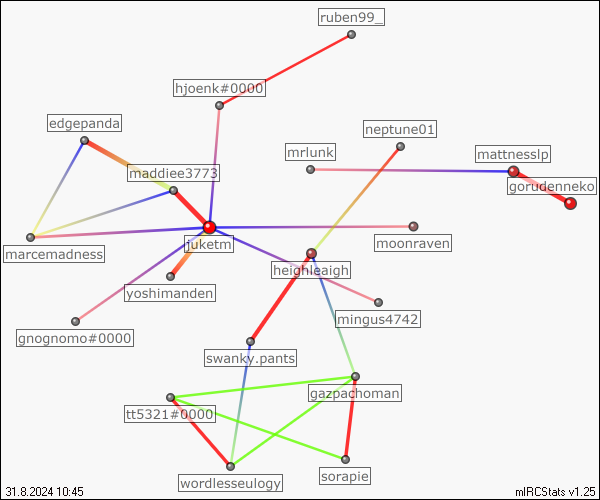 ruben99_
hjoenk#0000
edgepanda
neptune01
mrlunk
mattnesslp
maddiee3773
gorudenneko
juketm
moonraven
marcemadness
heighleaigh
yoshimanden
mingus4742
gnognomo#0000
swanky.pants
gazpachoman
tt5321#0000
sorapie
wordlesseulogy
31.8.2024 10:45
mIRCStats v1.25